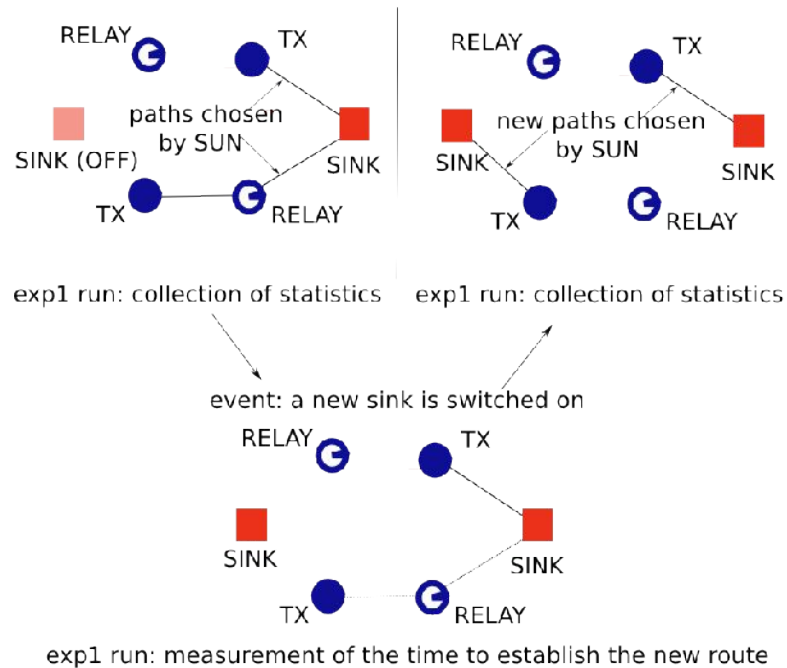 RELAY
TX
paths chosen
by SUN
SINK (OFF)
SINK
TX
RELAY
exp1 run: collection of statistics
RELAY
TX
new paths chosen
by SUN
SINK
SINK
TX
RELAY
exp1 run: collection of statistics
event: a new sink is switched on
RELAY
TX
SINK
SINK
TX
RELAY
exp1 run: measurement of the time to establish the new route